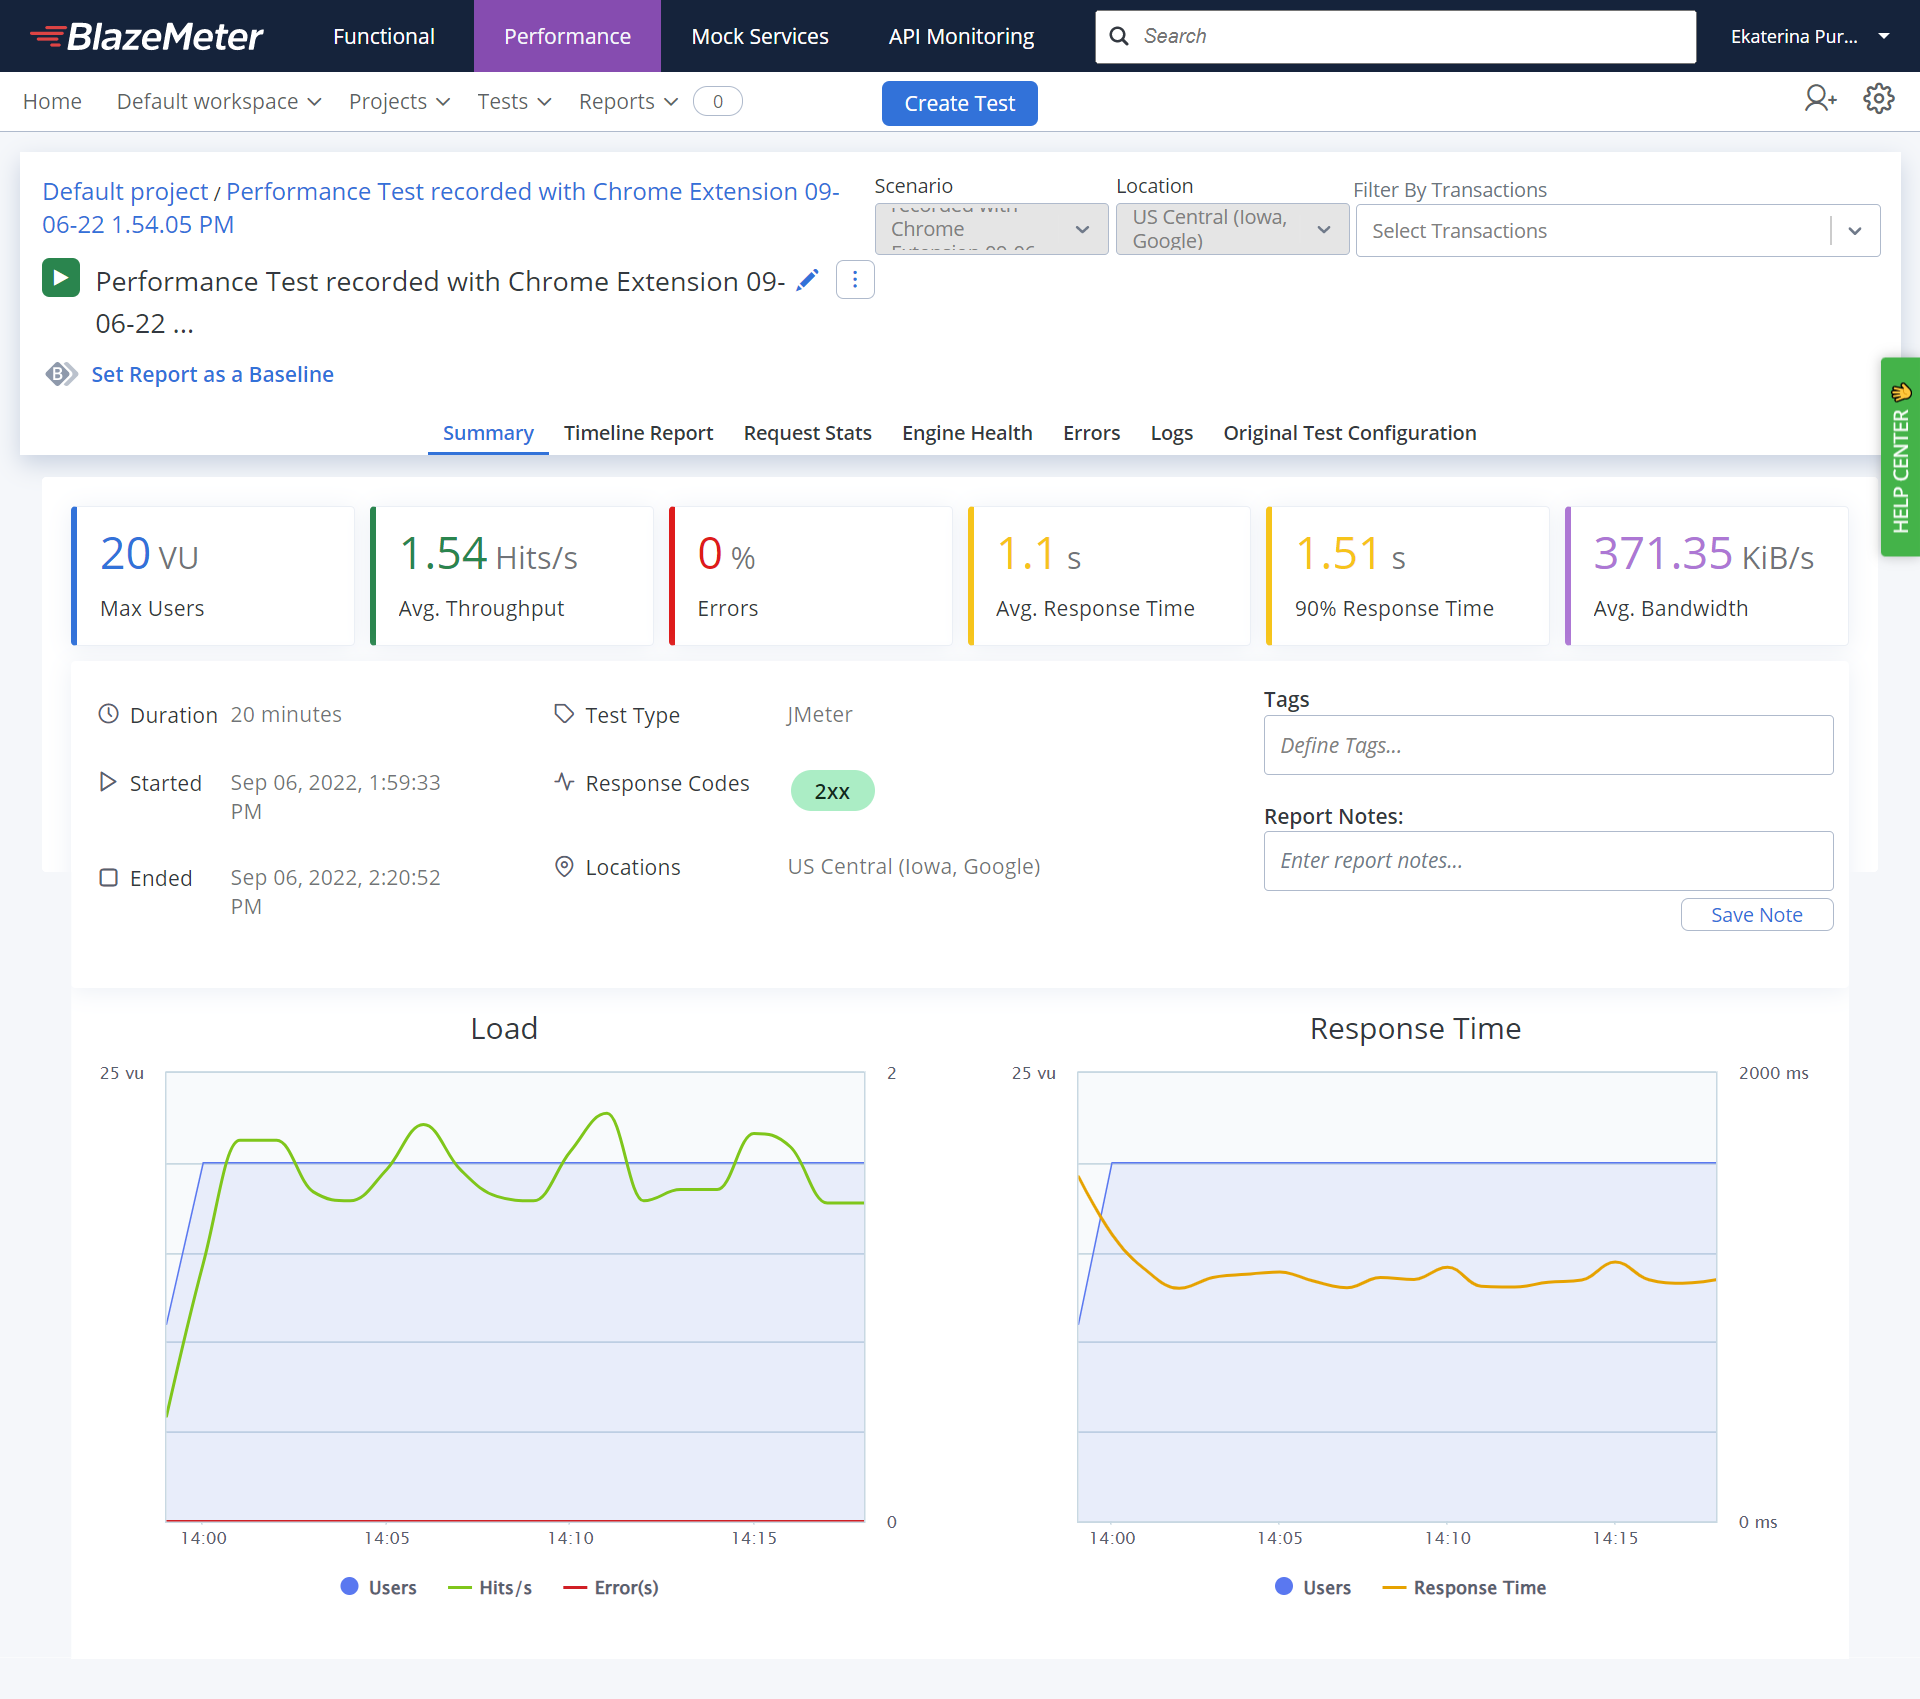 BlazeMeter
Functional
Performance
Mock Services
API Monitoring
Search
Ekaterina Pur...
Home
Default workspace
Projects
Tests
Reports
0
Create Test
Default project / Performance Test recorded with Chrome Extension 09-
06-22 1.54.05 PM
Scenario
recorded with
Chrome
Extension 09-06
Location
US Central (Iowa,
Google)
Filter By Transactions
Select Transactions
Performance Test recorded with Chrome Extension 09-
06-22 ...
B
Set Report as a Baseline
HELP CENTER
Summary
Timeline Report
Request Stats
Engine Health
Errors
Logs
Original Test Configuration
20 VU
Max Users
1.54 Hits/s
Avg. Throughput
0 %
Errors
1.1 s
Avg. Response Time
1.51 s
90% Response Time
371.35 KiB/s
Avg. Bandwidth
Duration 20 minutes
Started Sep 06, 2022, 1:59:33
PM
Ended Sep 06, 2022, 2:20:52
PM
Test Type JMeter
Response Codes 2xx
Locations US Central (Iowa, Google)
Tags
Define Tags...
Report Notes:
Enter report notes...
Save Note
Load
25 vu
2
0
14:00 14:05 14:10 14:15
Users Hits/s Error(s)
Response Time
25 vu
2000 ms
0 ms
14:00 14:05 14:10 14:15
Users Response Time